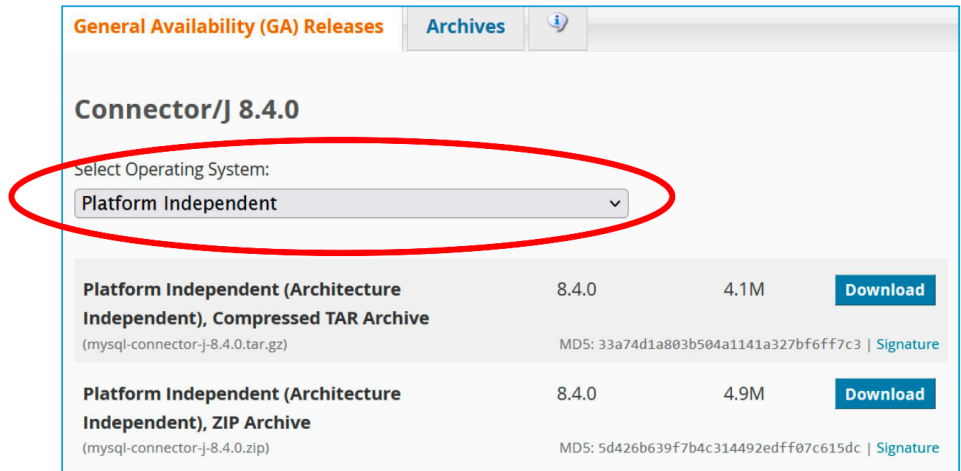 General Availability (GA) Releases Archives
Connector/J 8.4.0
Select Operating System:
Platform Independent
Platform Independent (Architecture Independent), Compressed TAR Archive 8.4.0 4.1M Download
(mysql-connector-j-8.4.0.tar.gz) MD5: 33a74d1a803b504a1141a327bf6ff7c3 | Signature
Platform Independent (Architecture Independent), ZIP Archive 8.4.0 4.9M Download
(mysql-connector-j-8.4.0.zip) MD5: 5d426b639f7b4c314492edff07c615dc | Signature